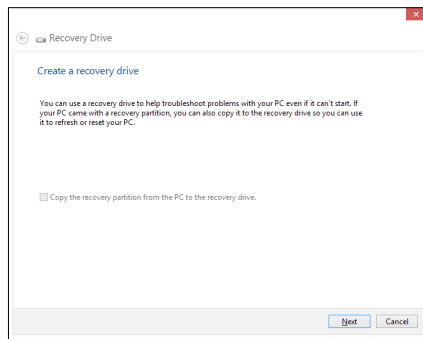 Recovery Drive
Create a recovery drive
You can use a recovery drive to help troubleshoot problems with your PC even if it can't start. If
your PC came with a recovery partition, you can also copy it to the recovery drive so you can use
it to refresh or reset your PC.
Copy the recovery partition from the PC to the recovery drive.
Next Cancel